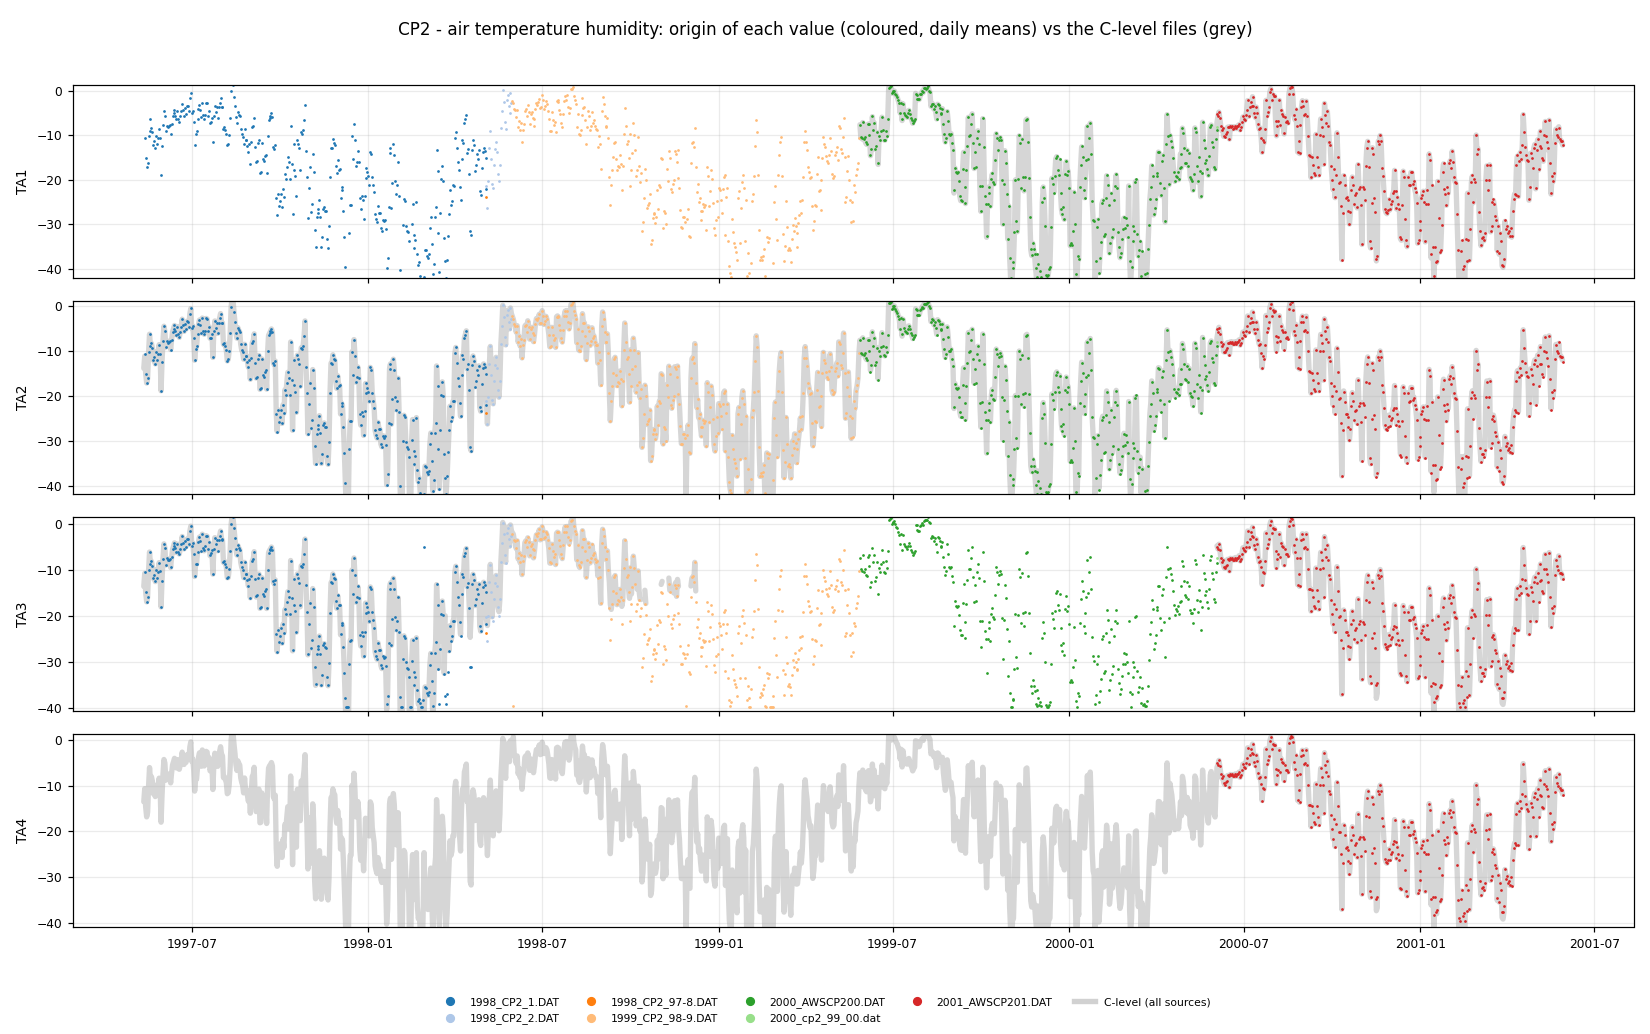 CP2 - air temperature humidity: origin of each value (coloured, daily means) vs the C-level files (grey)
TA1
0
−10
−20
−30
−40
TA2
0
−10
−20
−30
−40
TA3
0
−10
−20
−30
−40
TA4
0
−10
−20
−30
−40
1997-07 1998-01 1998-07 1999-01 1999-07 2000-01 2000-07 2001-01 2001-07
1998_CP2_1.DAT 1998_CP2_97-8.DAT 2000_AWSCP200.DAT 2001_AWSCP201.DAT C-level (all sources)
1998_CP2_2.DAT 1999_CP2_98-9.DAT 2000_cp2_99_00.dat